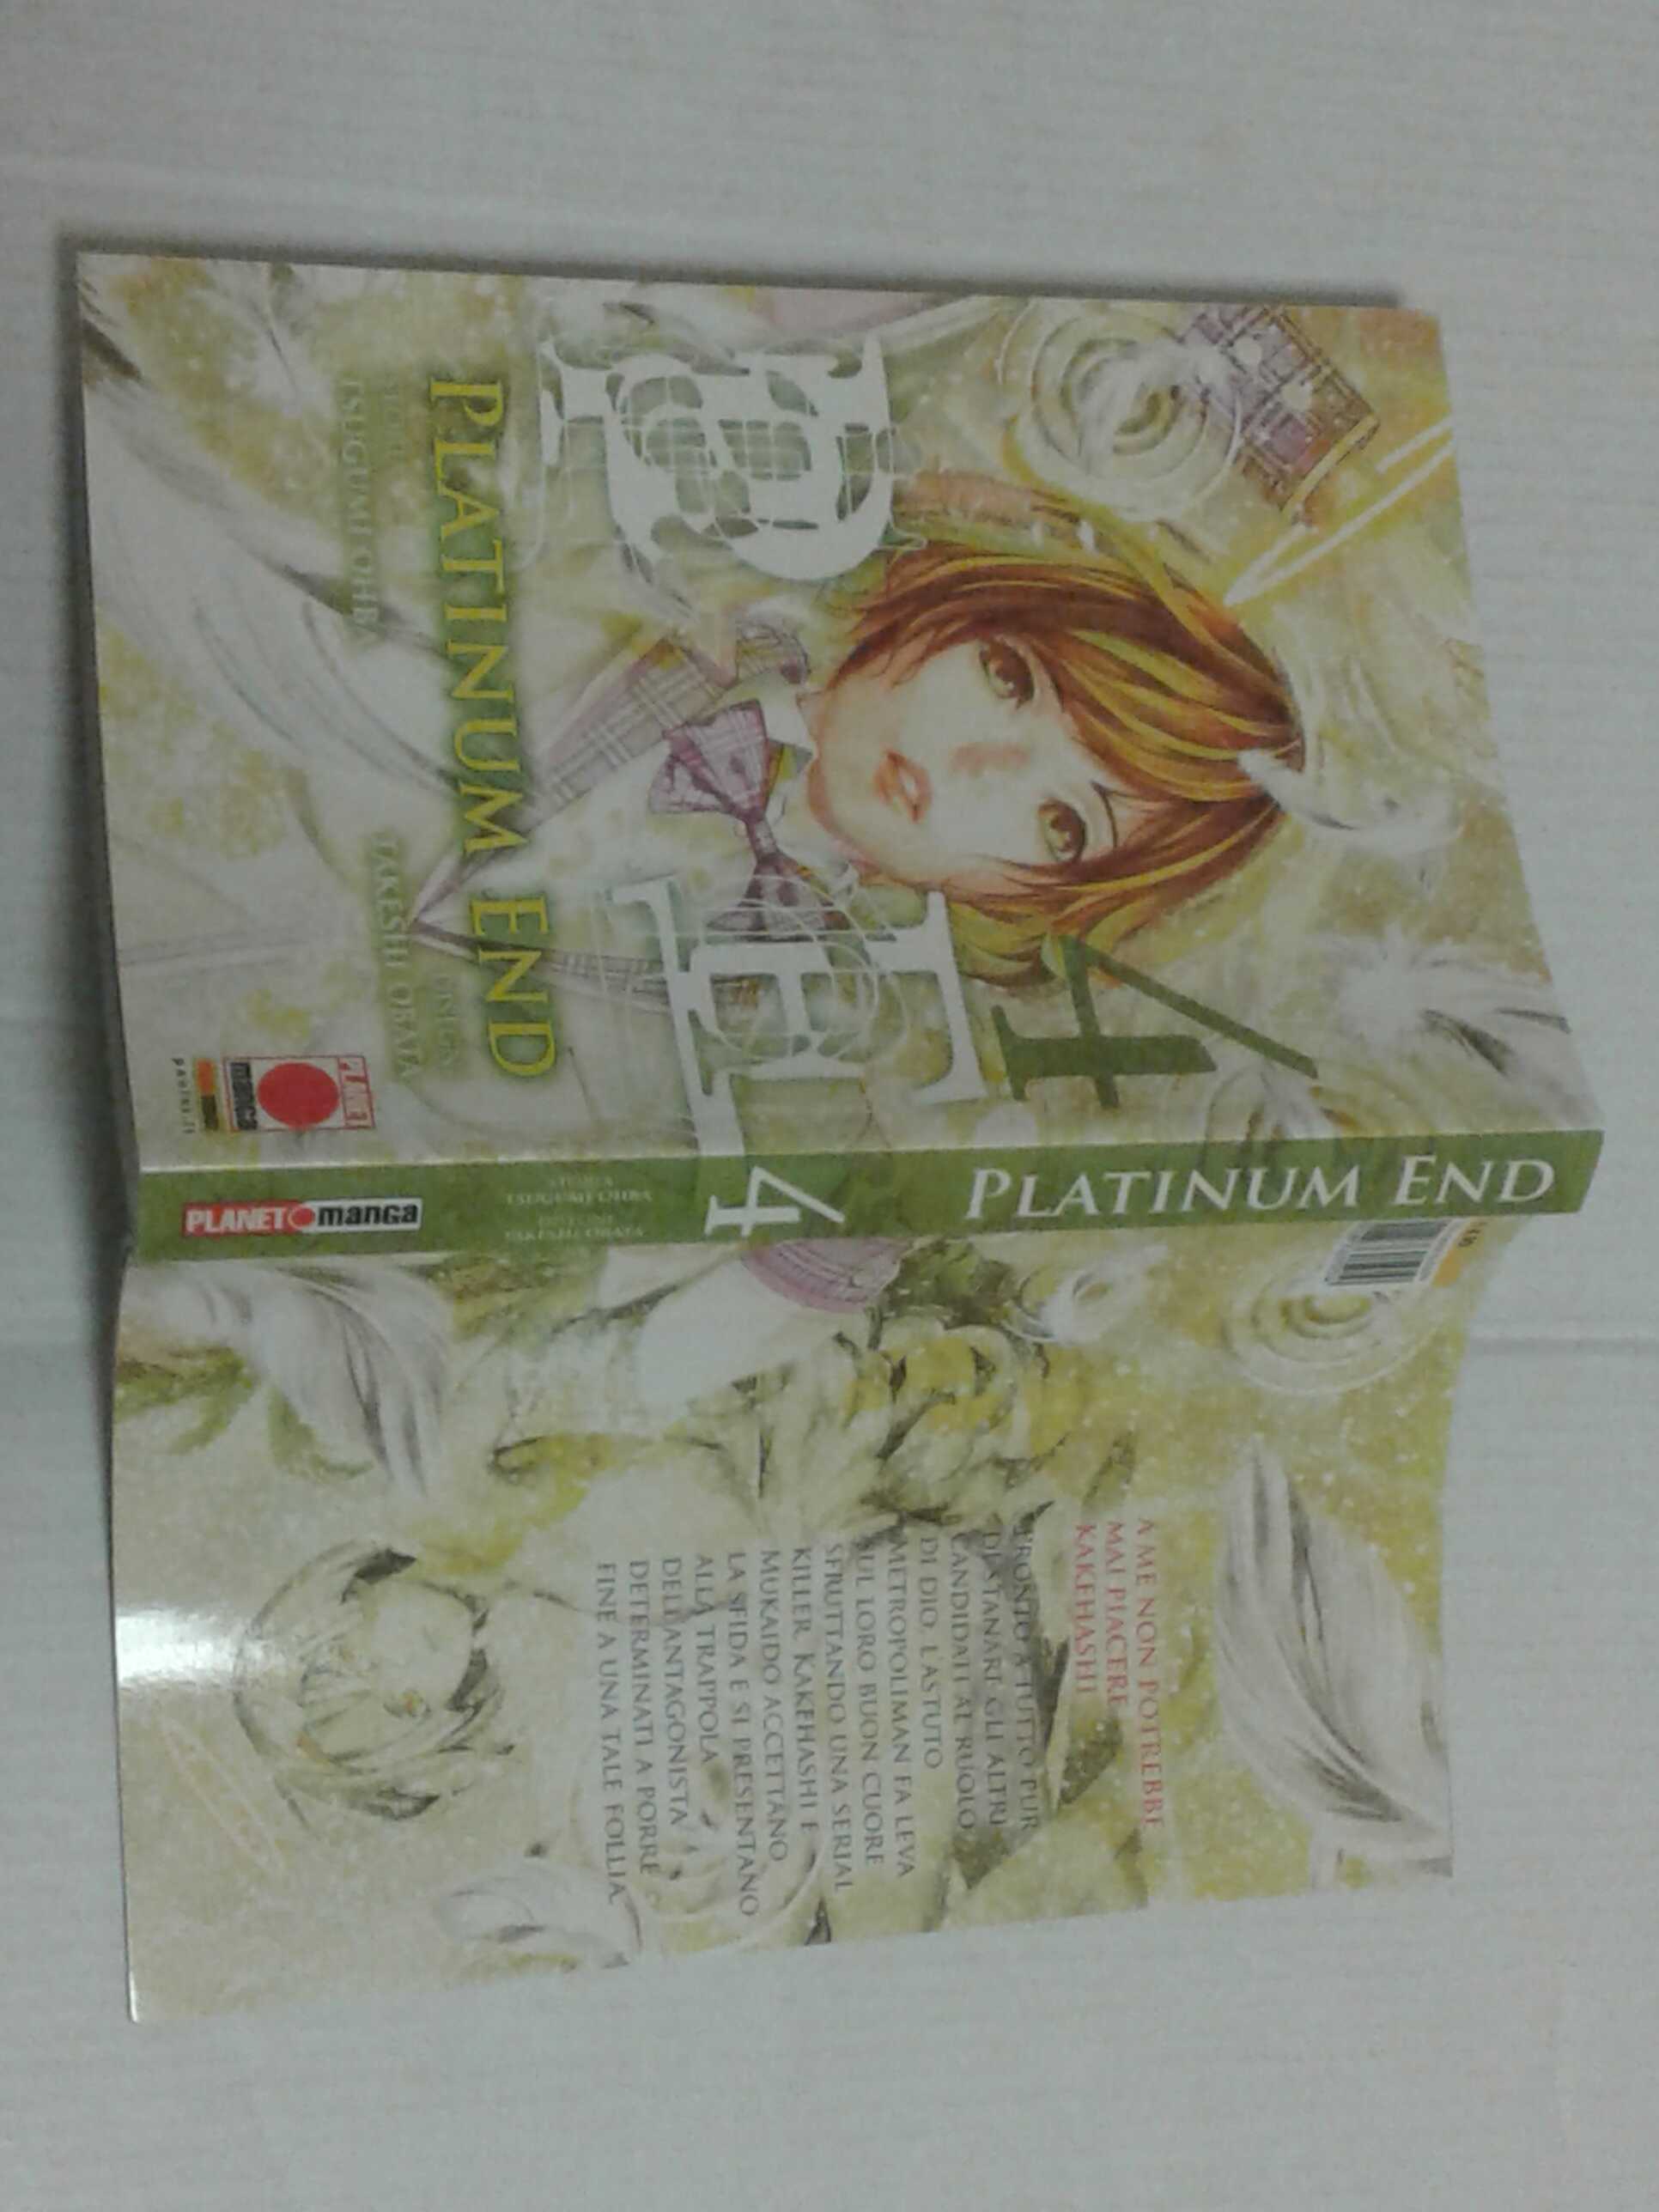 4
PLATINUM END
STORIA
TSUGUMI OHBA
DISEGNI
TAKESHI OBATA
PLANET
manga
PANINI
PLATINUM END
4
STORIA
TSUGUMI OHBA
DISEGNI
TAKESHI OBATA
PLANET manga
A ME NON POTREBBE
MAI PIACERE
KAKEHASHI
PRONTO A TUTTO PUR
DI STANARE GLI ALTRI
CANDIDATI AL RUOLO
DI DIO, L'ASTUTO
METROPOLIMAN FA LEVA
SUL LORO BUON CUORE
SFRUTTANDO UNA SERIAL
KILLER. KAKEHASHI E
MUKAIDO ACCETTANO
LA SFIDA E SI PRESENTANO
ALLA TRAPPOLA
DELL'ANTAGONISTA
DETERMINATI A PORRE
FINE A UNA TALE FOLLIA.